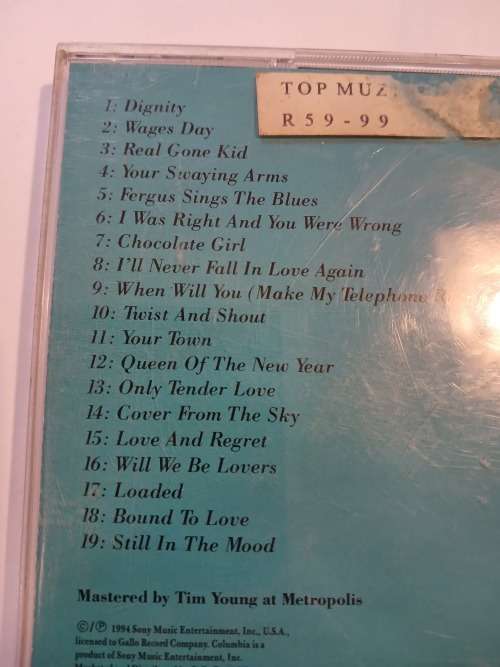 TOP MUZ
R59-99
1: Dignity
2: Wages Day
3: Real Gone Kid
4: Your Swaying Arms
5: Fergus Sings The Blues
6: I Was Right And You Were Wrong
7: Chocolate Girl
8: I'll Never Fall In Love Again
9: When Will You (Make My Telephone R
10: Twist And Shout
11: Your Town
12: Queen Of The New Year
13: Only Tender Love
14: Cover From The Sky
15: Love And Regret
16: Will We Be Lovers
17: Loaded
18: Bound To Love
19: Still In The Mood
Mastered by Tim Young at Metropolis
©/℗ 1994 Sony Music Entertainment, Inc., U.S.A.,
licensed to Gallo Record Company. Columbia is a
product of Sony Music Entertainment, Inc.